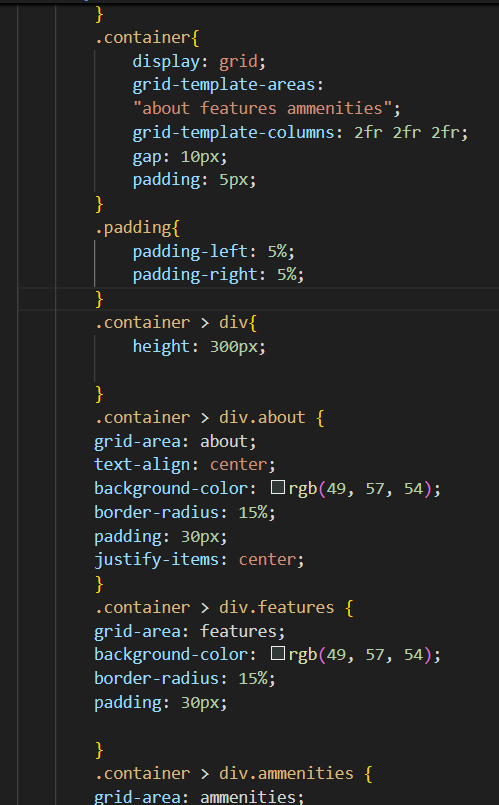 }
.container{
display: grid;
grid-template-areas:
"about features ammenities";
grid-template-columns: 2fr 2fr 2fr;
gap: 10px;
padding: 5px;
}
.padding{
padding-left: 5%;
padding-right: 5%;
}
.container > div{
height: 300px;
}
.container > div.about {
grid-area: about;
text-align: center;
background-color: rgb(49, 57, 54);
border-radius: 15%;
padding: 30px;
justify-items: center;
}
.container > div.features {
grid-area: features;
background-color: rgb(49, 57, 54);
border-radius: 15%;
padding: 30px;
}
.container > div.ammenities {
grid-area: ammenities;